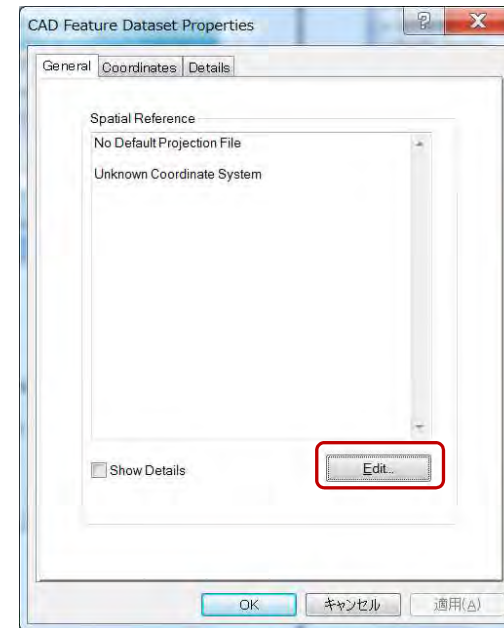 CAD Feature Dataset Properties
General Coordinates Details
Spatial Reference
No Default Projection File
Unknown Coordinate System
Show Details
Edit...
OK キャンセル 適用(A)